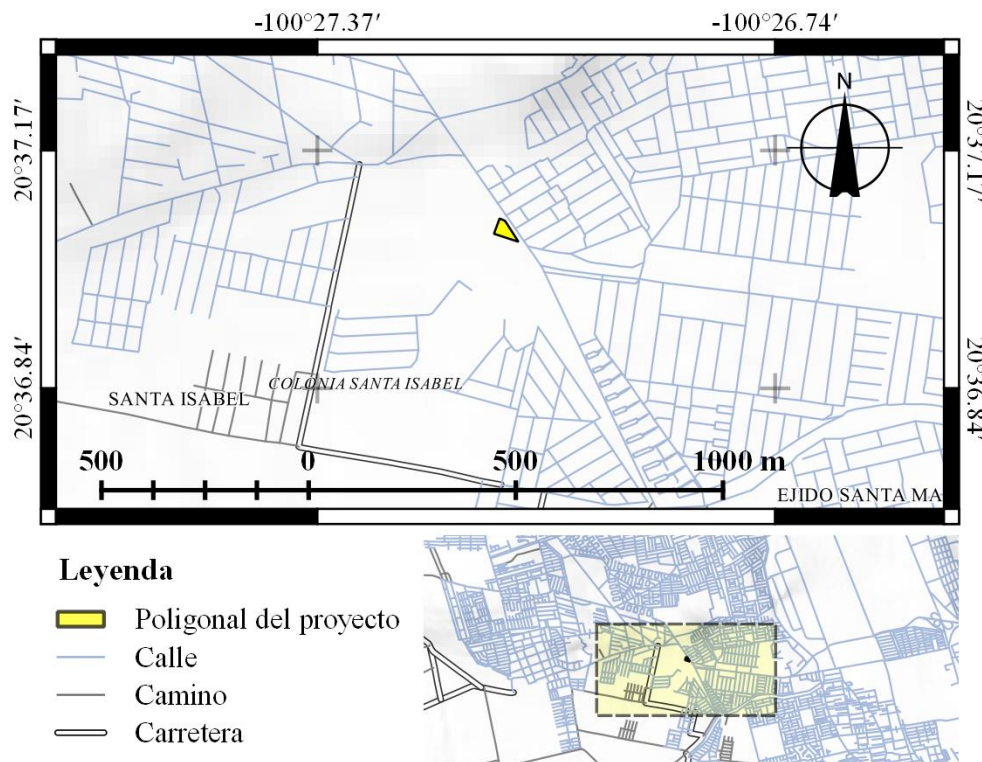 -100°27.37′ -100°26.74′
N
20°37.17′ 20°37.17′
20°36.84′ 20°36.84′
SANTA ISABEL COLONIA SANTA ISABEL
500 0 500 1000 m
EJIDO SANTA MA
Leyenda
Poligonal del proyecto
Calle
Camino
Carretera